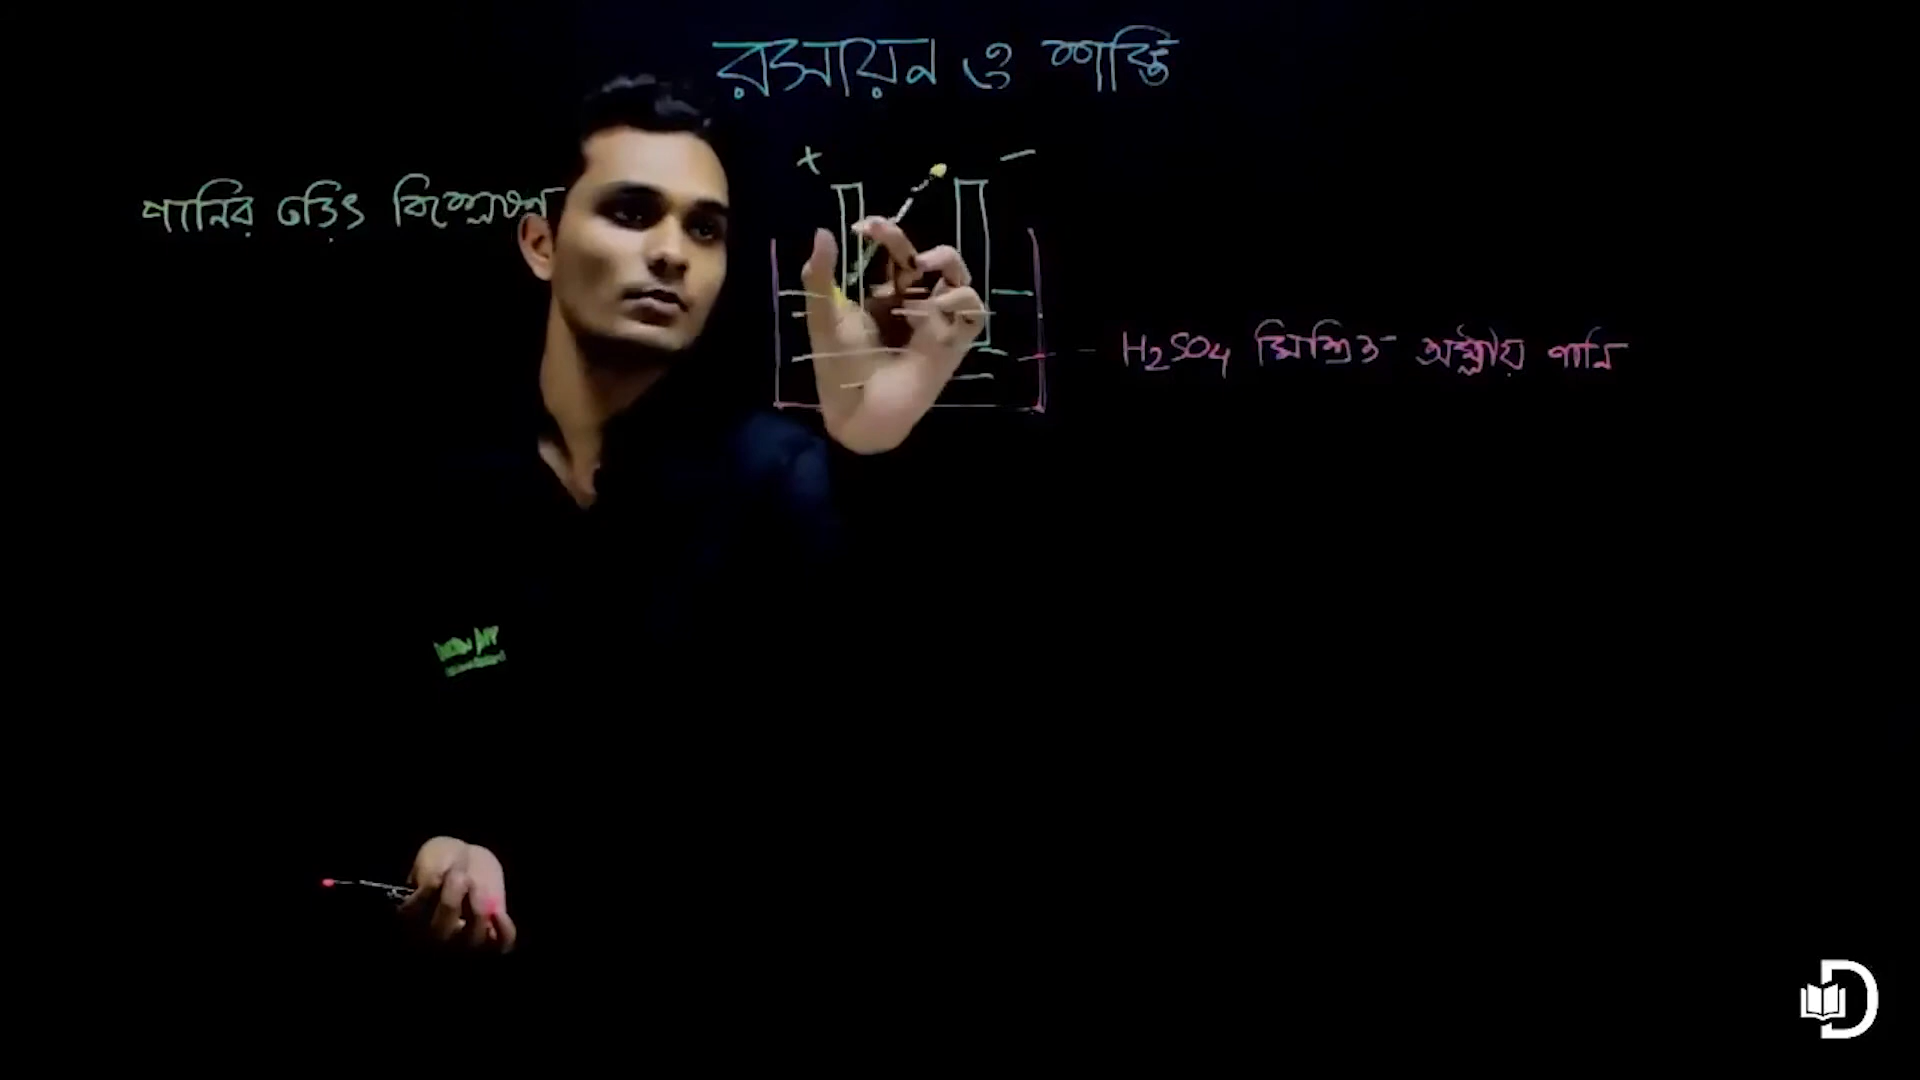 রসায়ন ও শক্তি
+ −
পানির তড়িৎ বিশ্লেষণ
H₂SO₄ মিশ্রিত অম্লীয় পানি